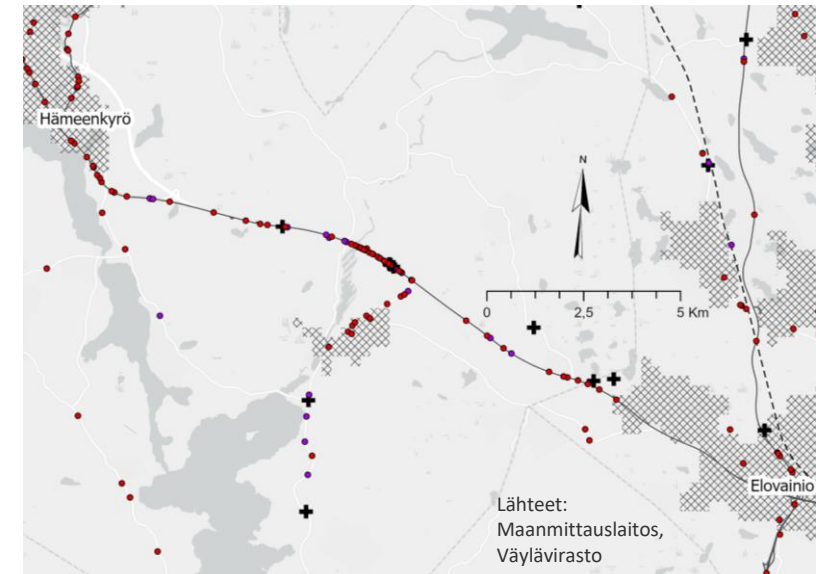 Hämeenkyrö
N
0 2,5 5 Km
Elovainio
Lähteet:
Maanmittauslaitos,
Väylävirasto